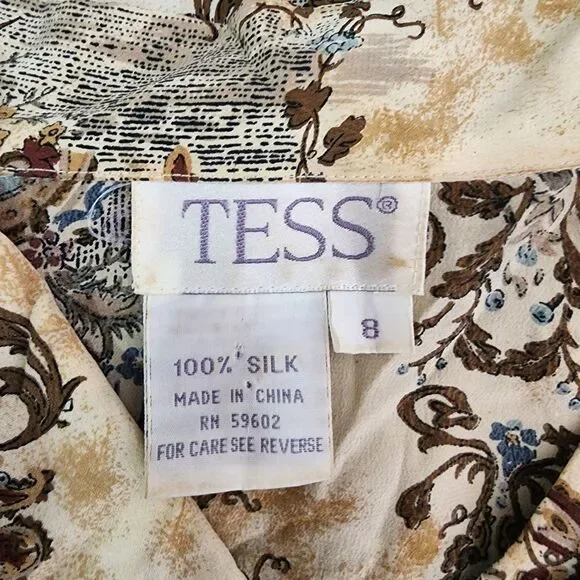 TESS®
8
100% SILK
MADE IN CHINA
RN 59602
FOR CARE SEE REVERSE